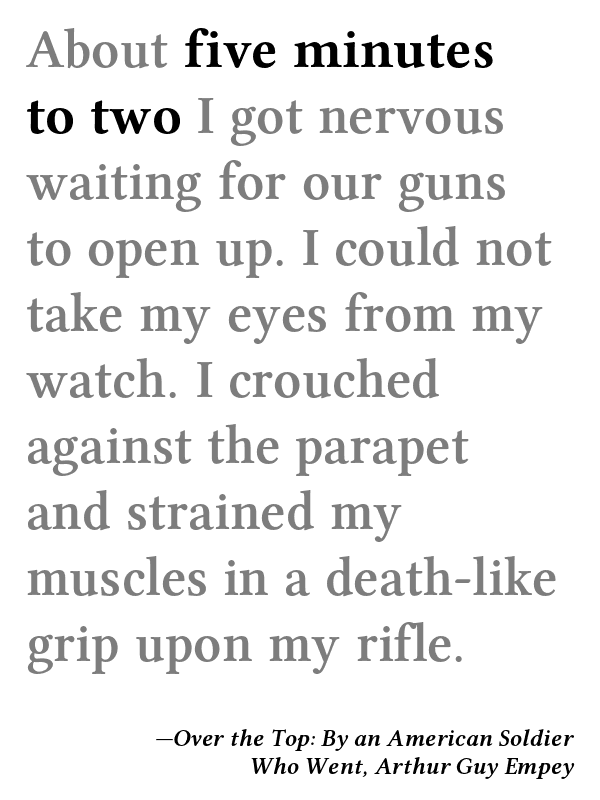 About five minutes
to two I got nervous
waiting for our guns
to open up. I could not
take my eyes from my
watch. I crouched
against the parapet
and strained my
muscles in a death-like
grip upon my rifle.
—Over the Top: By an American Soldier
Who Went, Arthur Guy Empey